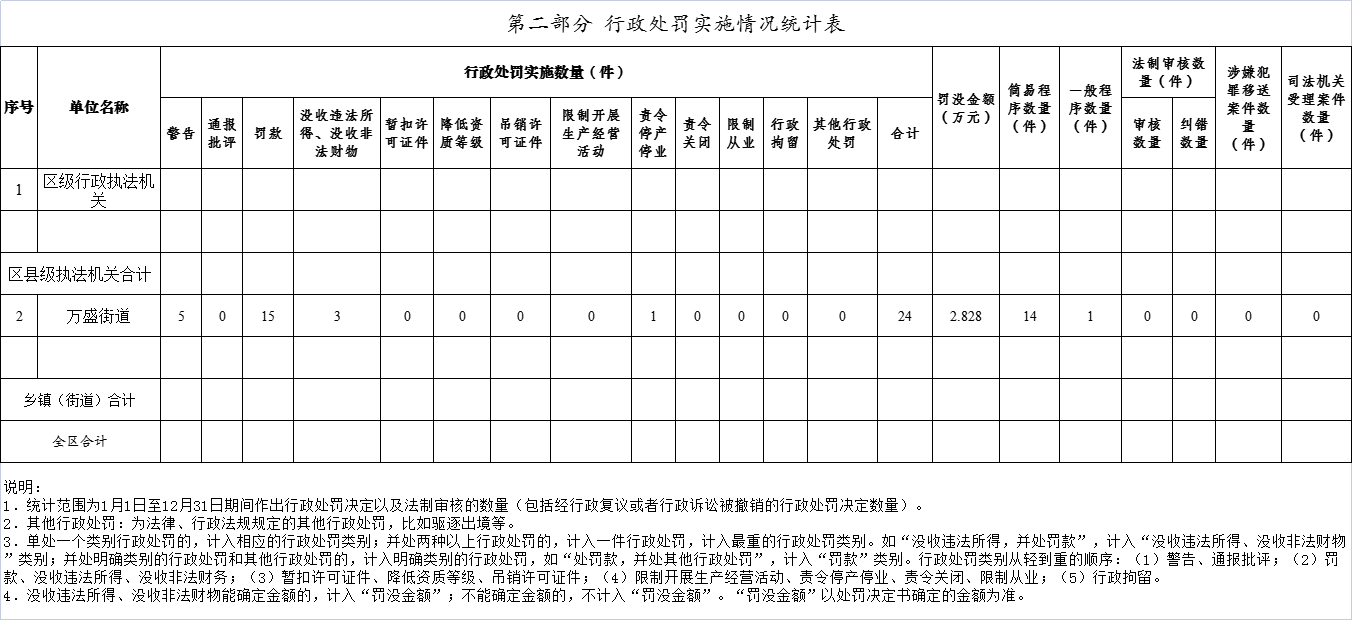 第二部分 行政处罚实施情况统计表
序号 单位名称 行政处罚实施数量（件） 罚没金额（万元） 简易程序数量（件） 一般程序数量（件） 法制审核数量（件） 涉嫌犯罪移送案件数量（件） 司法机关受理案件数量（件）
警告 通报批评 罚款 没收违法所得、没收非法财物 暂扣许可证件 降低资质等级 吊销许可证件 限制开展生产经营活动 责令停产停业 责令关闭 限制从业 行政拘留 其他行政处罚 合计 审核数量 纠错数量
1 区级行政执法机关
区县级执法机关合计
2 万盛街道 5 0 15 3 0 0 0 0 1 0 0 0 0 24 2.828 14 1 0 0 0 0
乡镇（街道）合计
全区合计
说明：
1．统计范围为1月1日至12月31日期间作出行政处罚决定以及法制审核的数量（包括经行政复议或者行政诉讼被撤销的行政处罚决定数量）。
2．其他行政处罚：为法律、行政法规规定的其他行政处罚，比如驱逐出境等。
3．单处一个类别行政处罚的，计入相应的行政处罚类别；并处两种以上行政处罚的，计入一件行政处罚，计入最重的行政处罚类别。如“没收违法所得，并处罚款”，计入“没收违法所得、没收非法财物
”类别；并处明确类别的行政处罚和其他行政处罚的，计入明确类别的行政处罚，如“处罚款，并处其他行政处罚”，计入“罚款”类别。行政处罚类别从轻到重的顺序：（1）警告、通报批评；（2）罚
款、没收违法所得、没收非法财务；（3）暂扣许可证件、降低资质等级、吊销许可证件；（4）限制开展生产经营活动、责令停产停业、责令关闭、限制从业；（5）行政拘留。
4．没收违法所得、没收非法财物能确定金额的，计入“罚没金额”；不能确定金额的，不计入“罚没金额”。“罚没金额”以处罚决定书确定的金额为准。